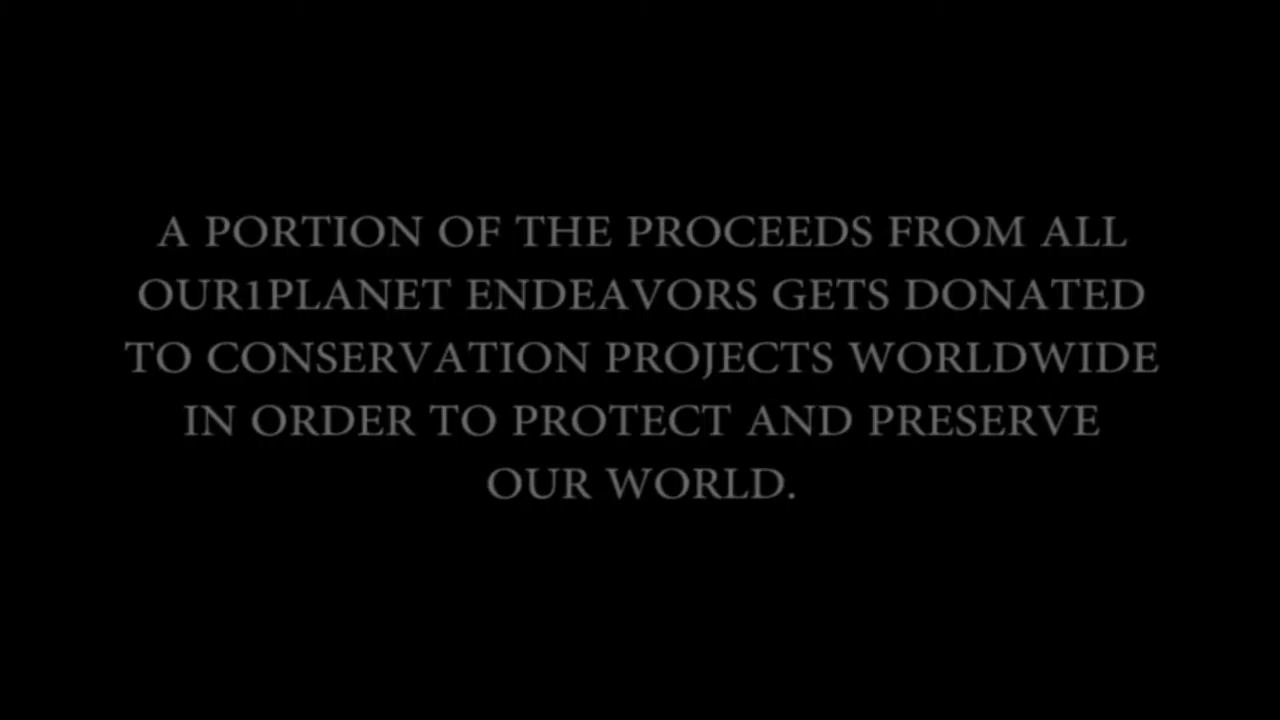 A PORTION OF THE PROCEEDS FROM ALL
OUR1PLANET ENDEAVORS GETS DONATED
TO CONSERVATION PROJECTS WORLDWIDE
IN ORDER TO PROTECT AND PRESERVE
OUR WORLD.